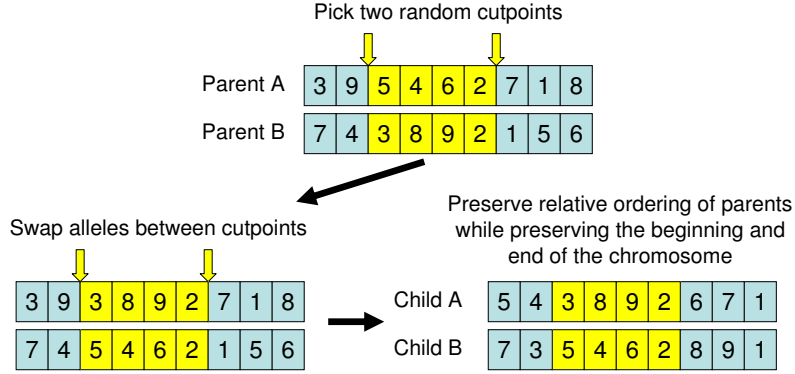 Pick two random cutpoints
Parent A 3 9 5 4 6 2 7 1 8
Parent B 7 4 3 8 9 2 1 5 6
Swap alleles between cutpoints
3 9 3 8 9 2 7 1 8
7 4 5 4 6 2 1 5 6
Preserve relative ordering of parents
while preserving the beginning and
end of the chromosome
Child A 5 4 3 8 9 2 6 7 1
Child B 7 3 5 4 6 2 8 9 1